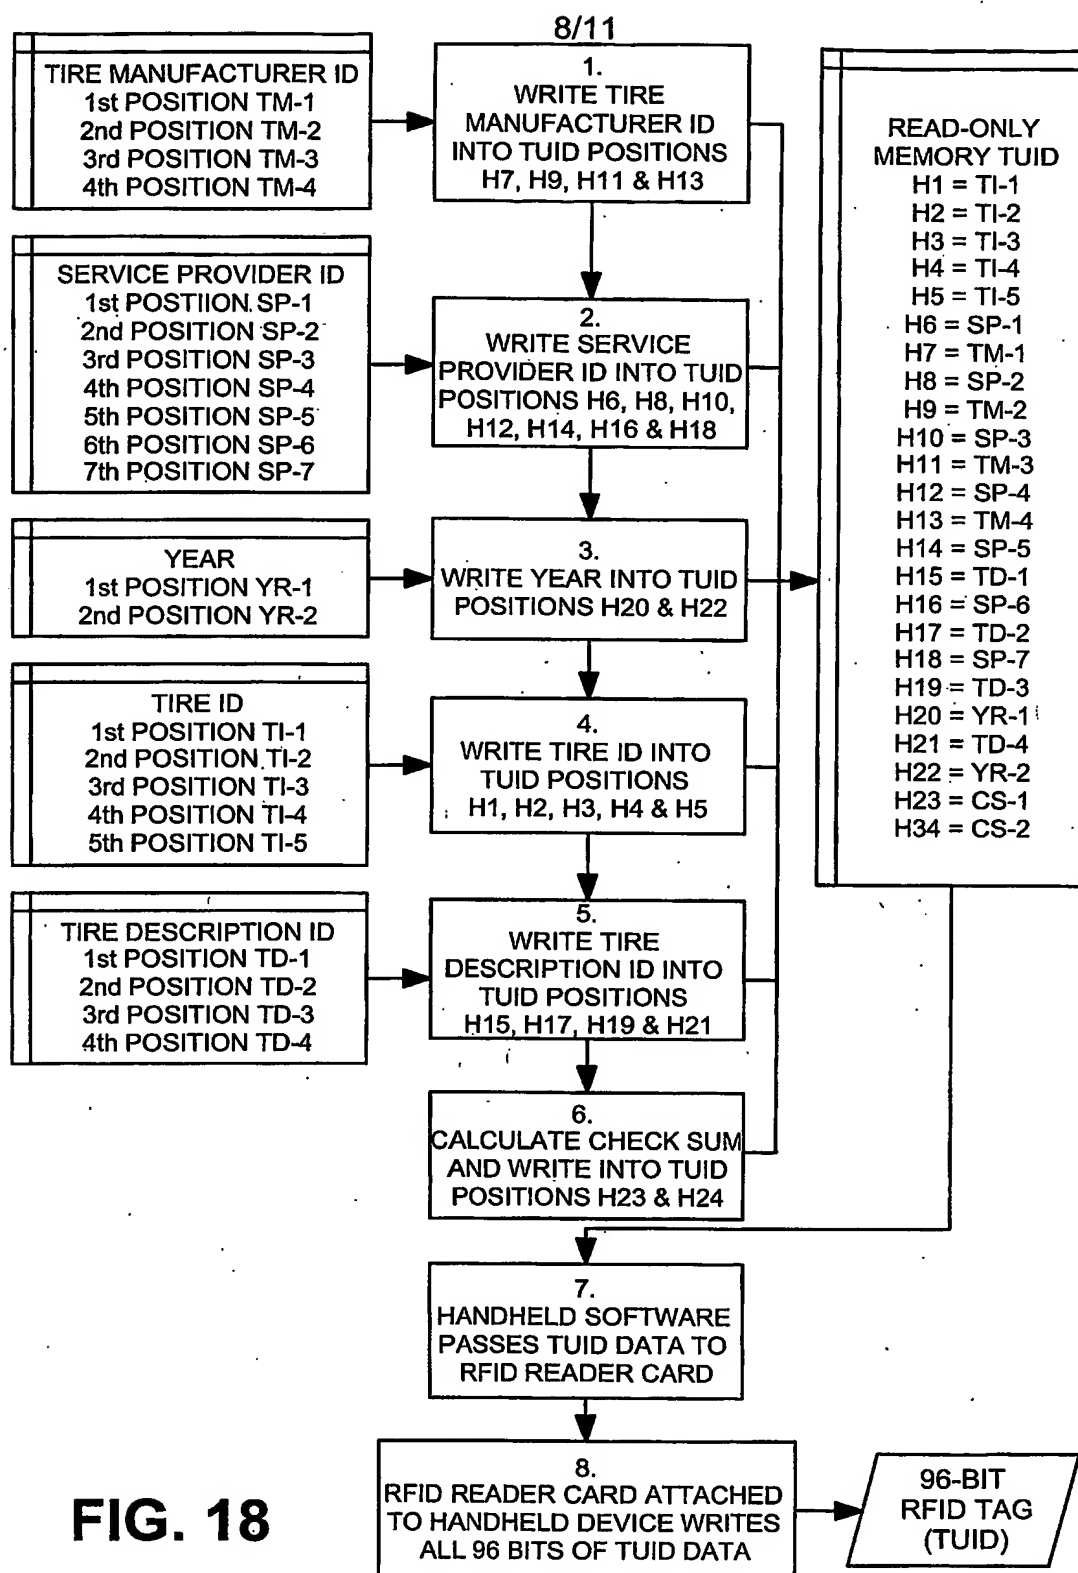 8/11
TIRE MANUFACTURER ID
1st POSITION TM-1
2nd POSITION TM-2
3rd POSITION TM-3
4th POSITION TM-4
1.
WRITE TIRE
MANUFACTURER ID
INTO TUID POSITIONS
H7, H9, H11 & H13
SERVICE PROVIDER ID
1st POSTIION SP-1
2nd POSITION SP-2
3rd POSITION SP-3
4th POSITION SP-4
5th POSITION SP-5
6th POSITION SP-6
7th POSITION SP-7
2.
WRITE SERVICE
PROVIDER ID INTO TUID
POSITIONS H6, H8, H10,
H12, H14, H16 & H18
YEAR
1st POSITION YR-1
2nd POSITION YR-2
3.
WRITE YEAR INTO TUID
POSITIONS H20 & H22
TIRE ID
1st POSITION TI-1
2nd POSITION TI-2
3rd POSITION TI-3
4th POSITION TI-4
5th POSITION TI-5
4.
WRITE TIRE ID INTO
TUID POSITIONS
H1, H2, H3, H4 & H5
TIRE DESCRIPTION ID
1st POSITION TD-1
2nd POSITION TD-2
3rd POSITION TD-3
4th POSITION TD-4
5.
WRITE TIRE
DESCRIPTION ID INTO
TUID POSITIONS
H15, H17, H19 & H21
6.
CALCULATE CHECK SUM
AND WRITE INTO TUID
POSITIONS H23 & H24
READ-ONLY
MEMORY TUID
H1 = TI-1
H2 = TI-2
H3 = TI-3
H4 = TI-4
H5 = TI-5
H6 = SP-1
H7 = TM-1
H8 = SP-2
H9 = TM-2
H10 = SP-3
H11 = TM-3
H12 = SP-4
H13 = TM-4
H14 = SP-5
H15 = TD-1
H16 = SP-6
H17 = TD-2
H18 = SP-7
H19 = TD-3
H20 = YR-1
H21 = TD-4
H22 = YR-2
H23 = CS-1
H34 = CS-2
7.
HANDHELD SOFTWARE
PASSES TUID DATA TO
RFID READER CARD
8.
RFID READER CARD ATTACHED
TO HANDHELD DEVICE WRITES
ALL 96 BITS OF TUID DATA
96-BIT
RFID TAG
(TUID)
FIG. 18